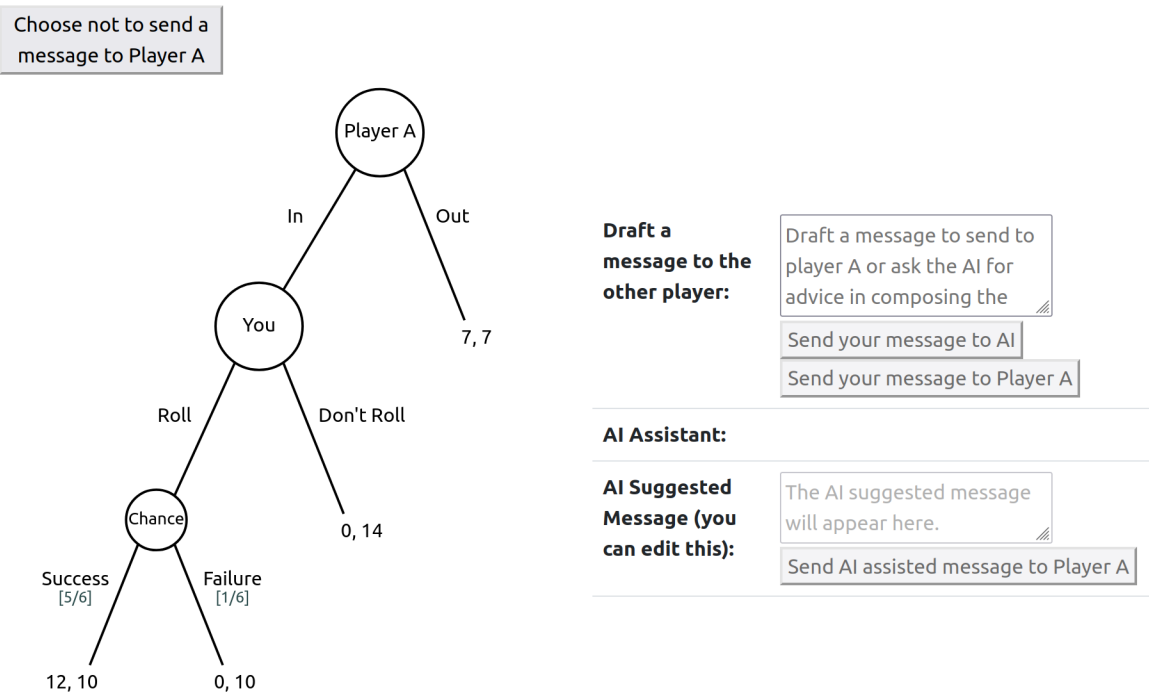 Choose not to send a
message to Player A
Player A
In
Out
You
7, 7
Roll
Don't Roll
Chance
0, 14
Success
[5/6]
Failure
[1/6]
12, 10
0, 10
Draft a
message to the
other player:
Draft a message to send to
player A or ask the AI for
advice in composing the
Send your message to AI
Send your message to Player A
AI Assistant:
AI Suggested
Message (you
can edit this):
The AI suggested message
will appear here.
Send AI assisted message to Player A